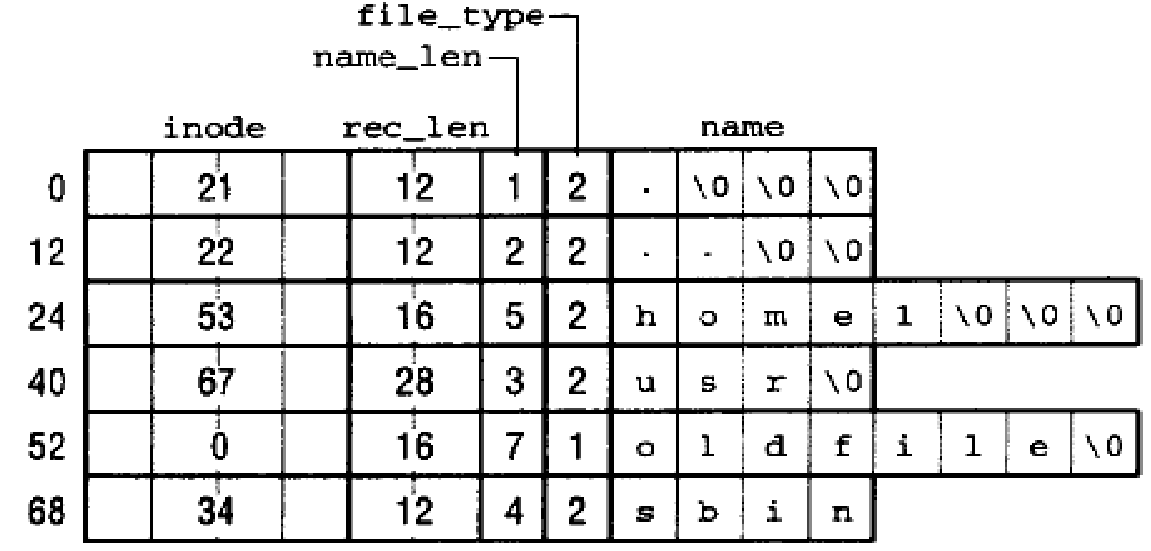 file_type
name_len
inode rec_len name
0 21 12 1 2 . \0 \0 \0
12 22 12 2 2 . . \0 \0
24 53 16 5 2 h o m e 1 \0 \0 \0
40 67 28 3 2 u s r \0
52 0 16 7 1 o l d f i l e \0
68 34 12 4 2 s b i n